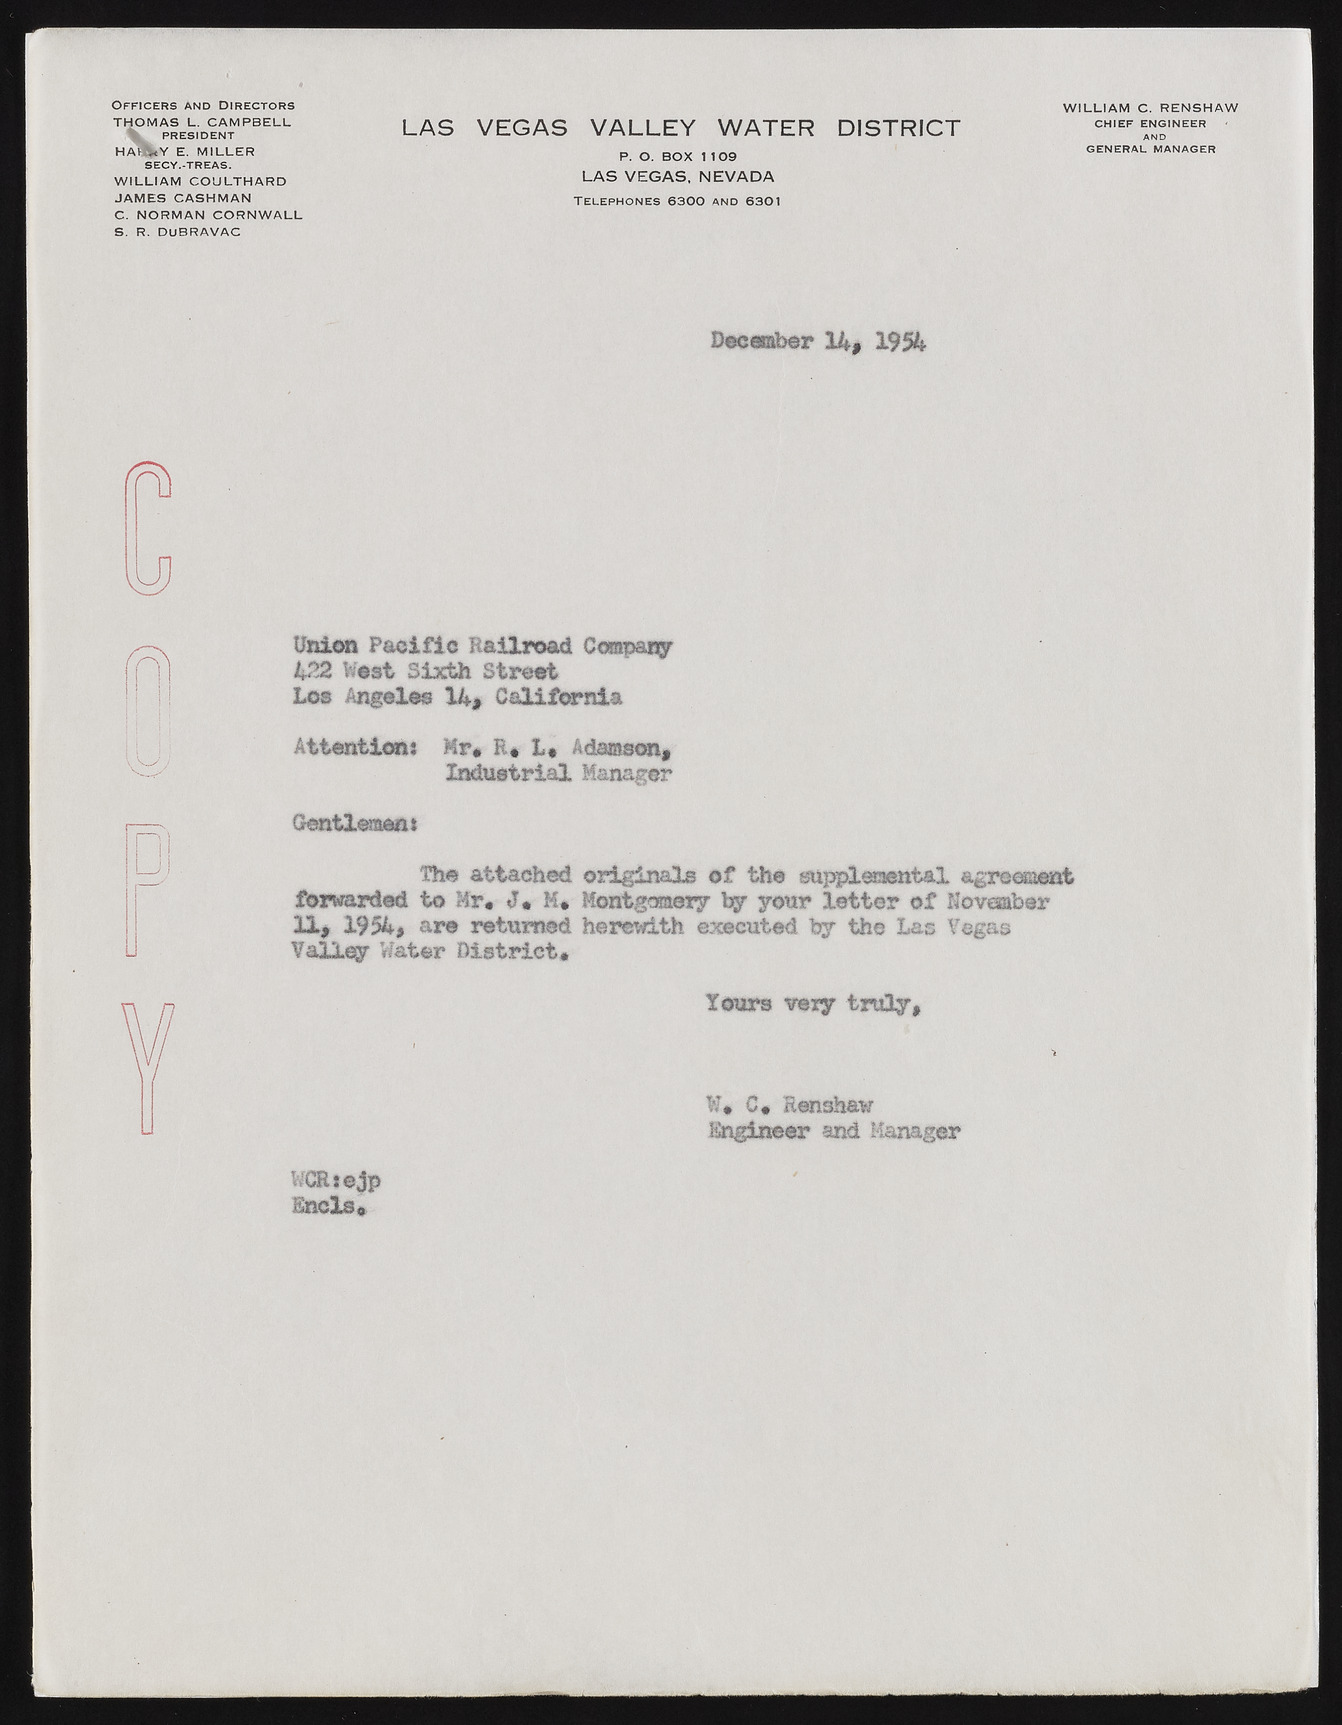 OFFICERS AND DIRECTORS
THOMAS L. CAMPBELL
PRESIDENT
HARRY E. MILLER
SECY.-TREAS.
WILLIAM COULTHARD
JAMES CASHMAN
C. NORMAN CORNWALL
S. R. DUBRAVAC
LAS VEGAS VALLEY WATER DISTRICT
P. O. BOX 1109
LAS VEGAS, NEVADA
TELEPHONES 6300 AND 6301
WILLIAM C. RENSHAW
CHIEF ENGINEER
AND
GENERAL MANAGER
December 14, 1954
COPY
Union Pacific Railroad Company
422 West Sixth Street
Los Angeles 14, California
Attention: Mr. R. L. Adamson,
Industrial Manager
Gentlemen:
The attached originals of the supplemental agreement
forwarded to Mr. J. M. Montgomery by your letter of November
11, 1954, are returned herewith executed by the Las Vegas
Valley Water District.
Yours very truly,
W. C. Renshaw
Engineer and Manager
WCR:ejp
Encls.